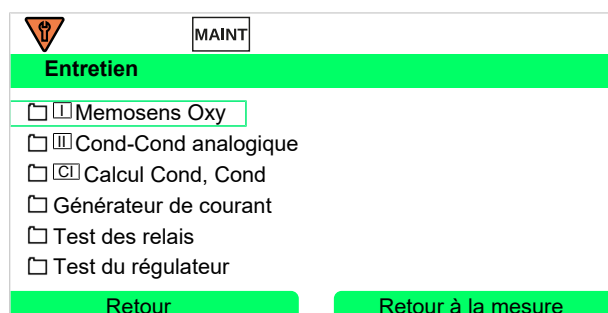 MAINT
Entretien
I Memosens Oxy
II Cond-Cond analogique
CI Calcul Cond, Cond
Générateur de courant
Test des relais
Test du régulateur
Retour Retour à la mesure